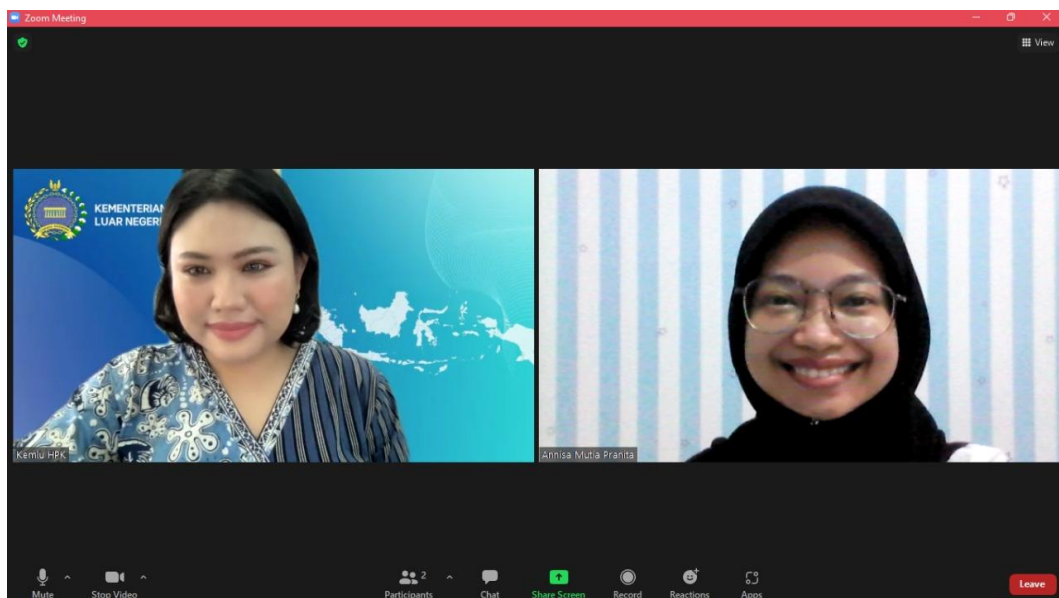 Zoom Meeting
View
KEMENTERIAN
LUAR NEGERI
Kemlu HPK
Annisa Mutia Pranita
Mute
Stop Video
Participants
2
Chat
Share Screen
Record
Reactions
Apps
Leave